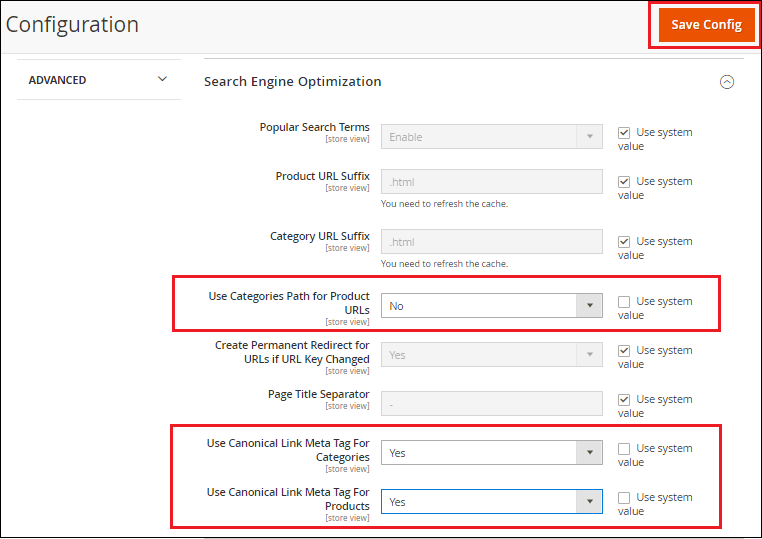 Configuration
Save Config
ADVANCED
Search Engine Optimization
Popular Search Terms
[store view]
Enable
Use system
value
Product URL Suffix
[store view]
.html
Use system
value
You need to refresh the cache.
Category URL Suffix
[store view]
.html
Use system
value
You need to refresh the cache.
Use Categories Path for Product
URLs
[store view]
No
Use system
value
Create Permanent Redirect for
URLs if URL Key Changed
[store view]
Yes
Use system
value
Page Title Separator
[store view]
-
Use system
value
Use Canonical Link Meta Tag For
Categories
[store view]
Yes
Use system
value
Use Canonical Link Meta Tag For
Products
[store view]
Yes
Use system
value